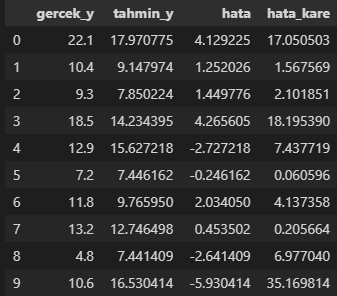 gercek_y tahmin_y hata hata_kare
0 22.1 17.970775 4.129225 17.050503
1 10.4 9.147974 1.252026 1.567569
2 9.3 7.850224 1.449776 2.101851
3 18.5 14.234395 4.265605 18.195390
4 12.9 15.627218 -2.727218 7.437719
5 7.2 7.446162 -0.246162 0.060596
6 11.8 9.765950 2.034050 4.137358
7 13.2 12.746498 0.453502 0.205664
8 4.8 7.441409 -2.641409 6.977040
9 10.6 16.530414 -5.930414 35.169814